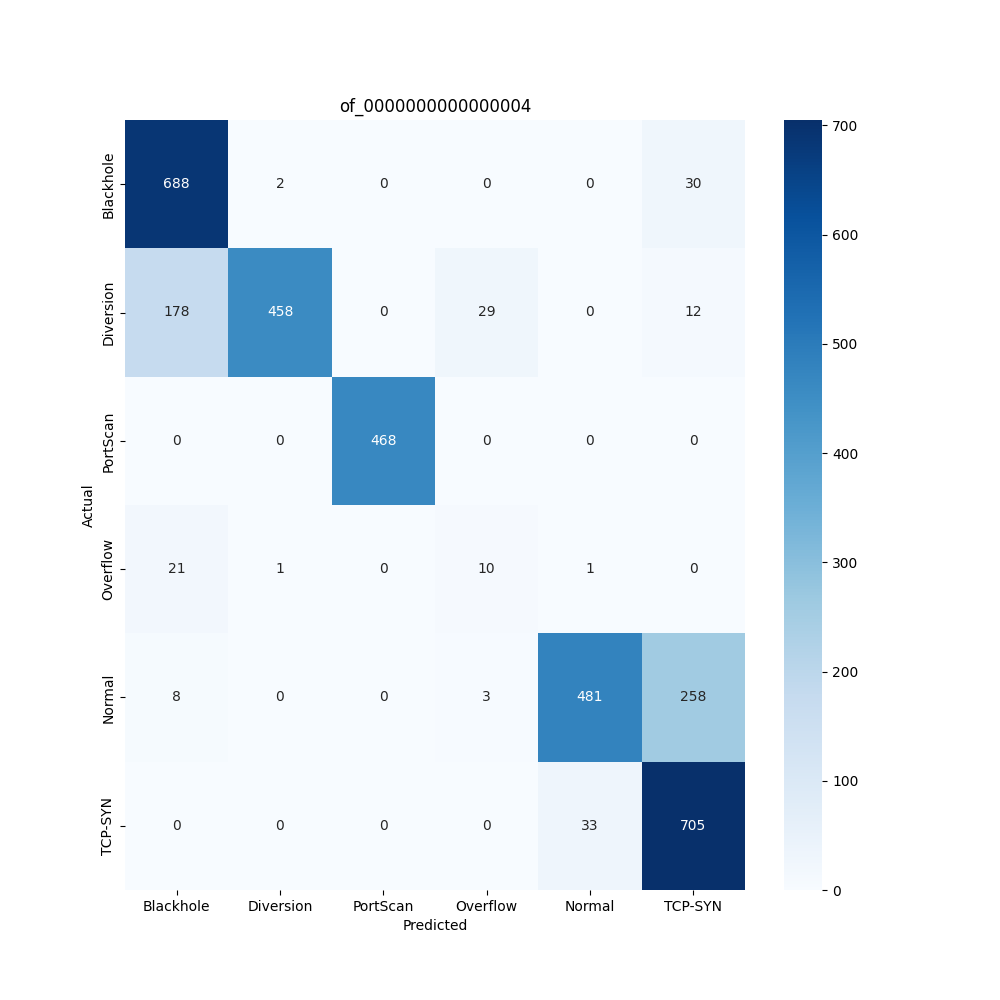 of_0000000000000004
Blackhole 688 2 0 0 0 30
Diversion 178 458 0 29 0 12
PortScan 0 0 468 0 0 0
Overflow 21 1 0 10 1 0
Normal 8 0 0 3 481 258
TCP-SYN 0 0 0 0 33 705
Blackhole Diversion PortScan Overflow Normal TCP-SYN
Predicted
Actual
700
600
500
400
300
200
100
0